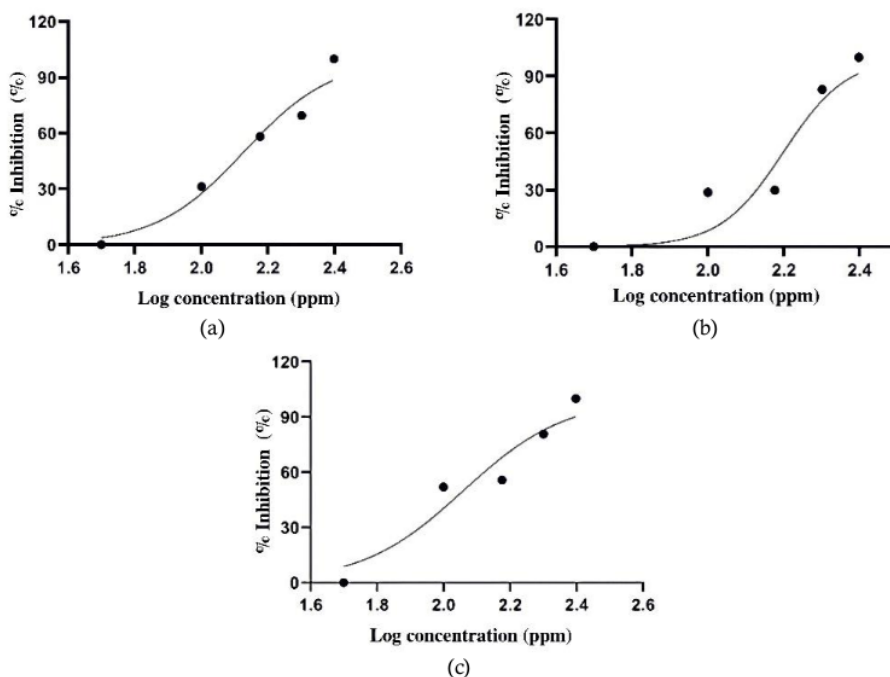 120
90
60
30
0
% Inhibition (%)
1.6 1.8 2.0 2.2 2.4 2.6
Log concentration (ppm)
(a)
120
90
60
30
0
% Inhibition (%)
1.6 1.8 2.0 2.2 2.4
Log concentration (ppm)
(b)
120
90
60
30
0
% Inhibition (%)
1.6 1.8 2.0 2.2 2.4 2.6
Log concentration (ppm)
(c)